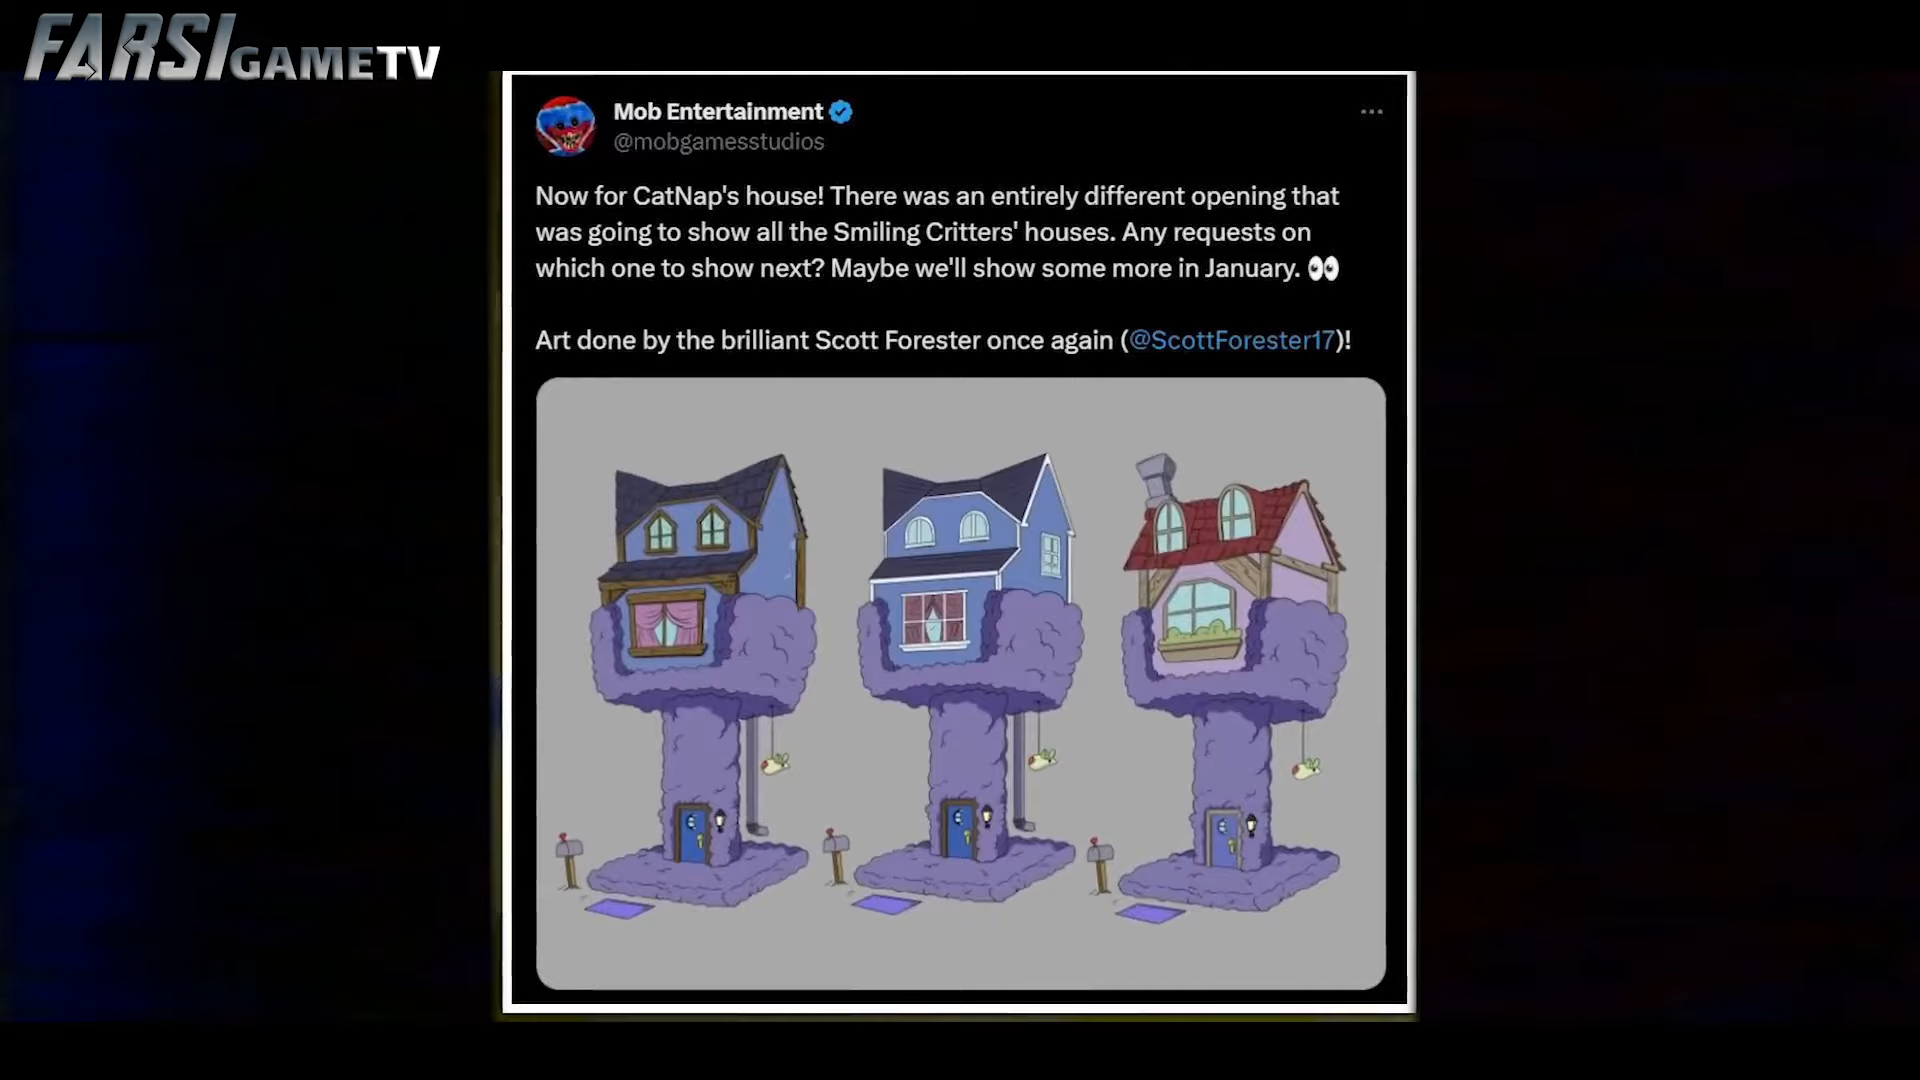 FARSI GAMETV
Mob Entertainment
@mobgamesstudios
Now for CatNap's house! There was an entirely different opening that
was going to show all the Smiling Critters' houses. Any requests on
which one to show next? Maybe we'll show some more in January. 👀
Art done by the brilliant Scott Forester once again (@ScottForester17)!